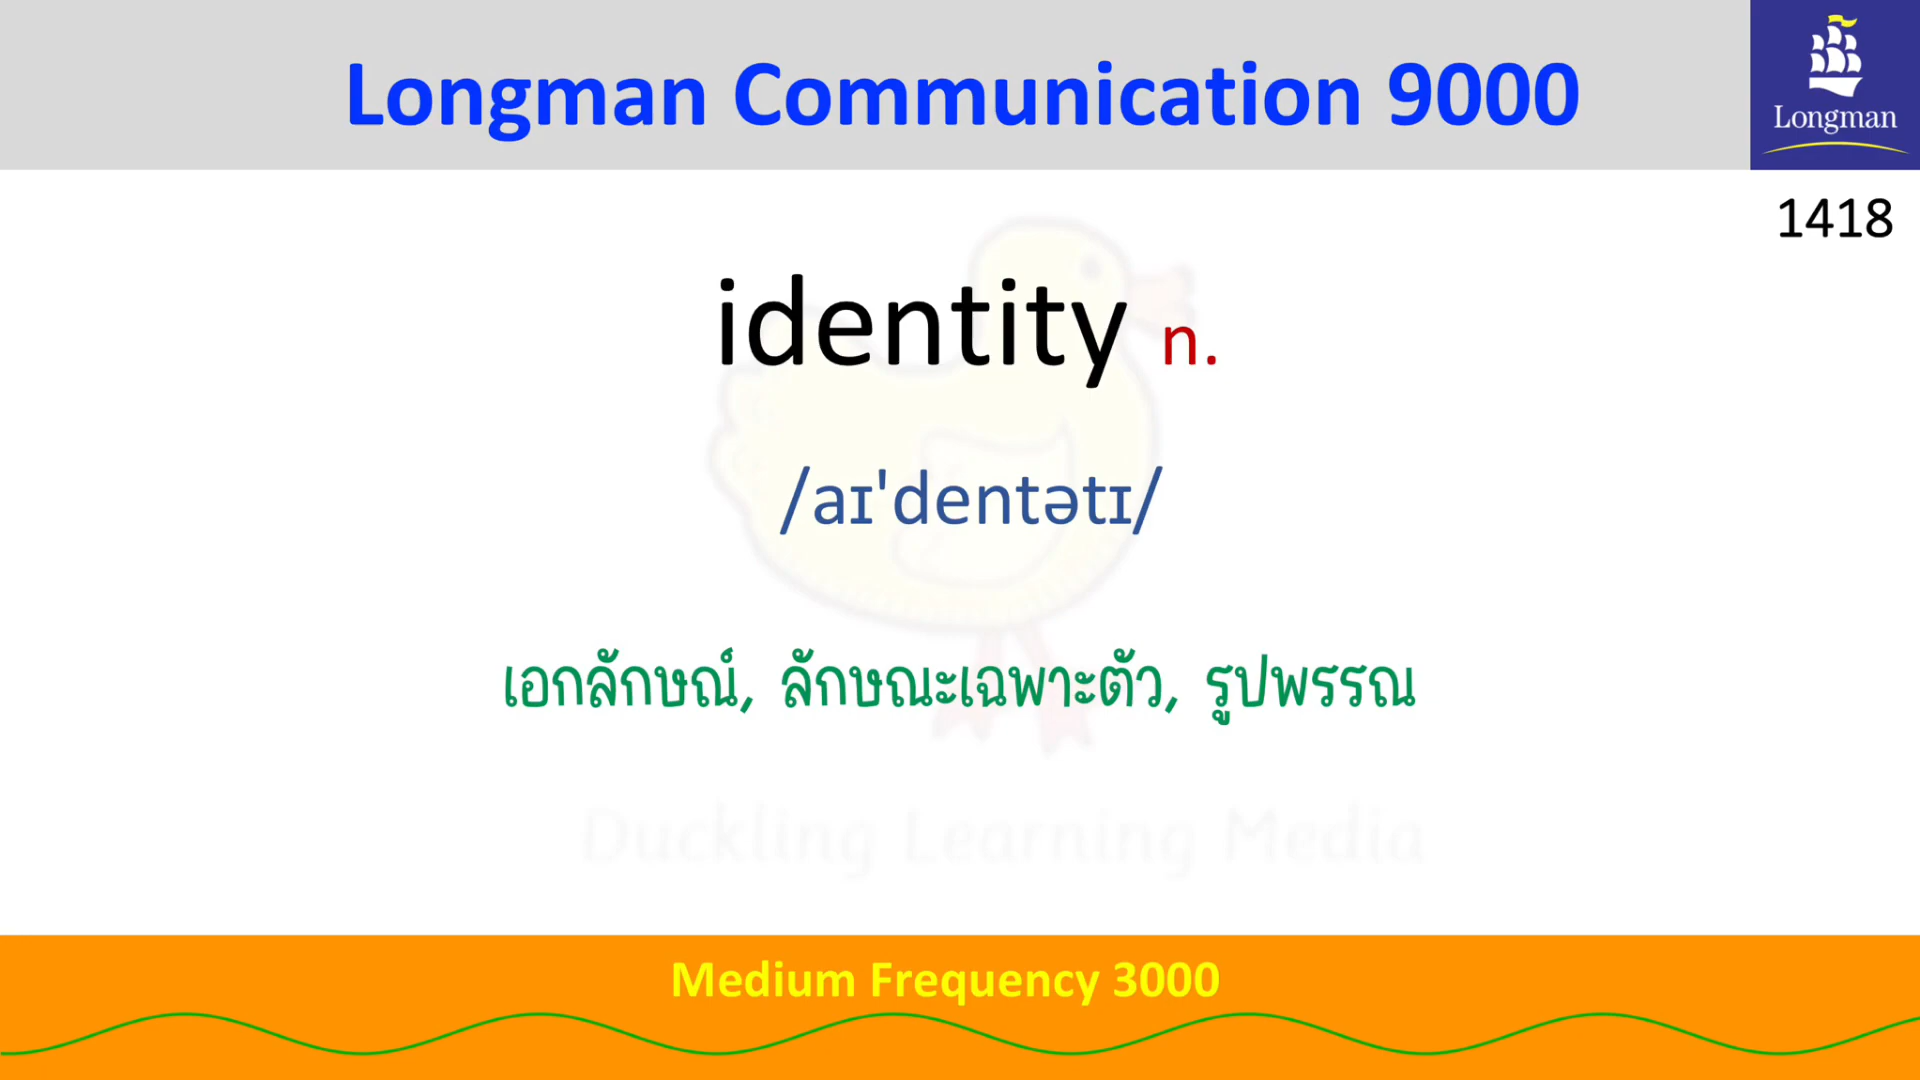 Longman Communication 9000
Longman
1418
identity n.
/aɪ'dentətɪ/
เอกลักษณ์, ลักษณะเฉพาะตัว, รูปพรรณ
Duckling Learning Media
Medium Frequency 3000